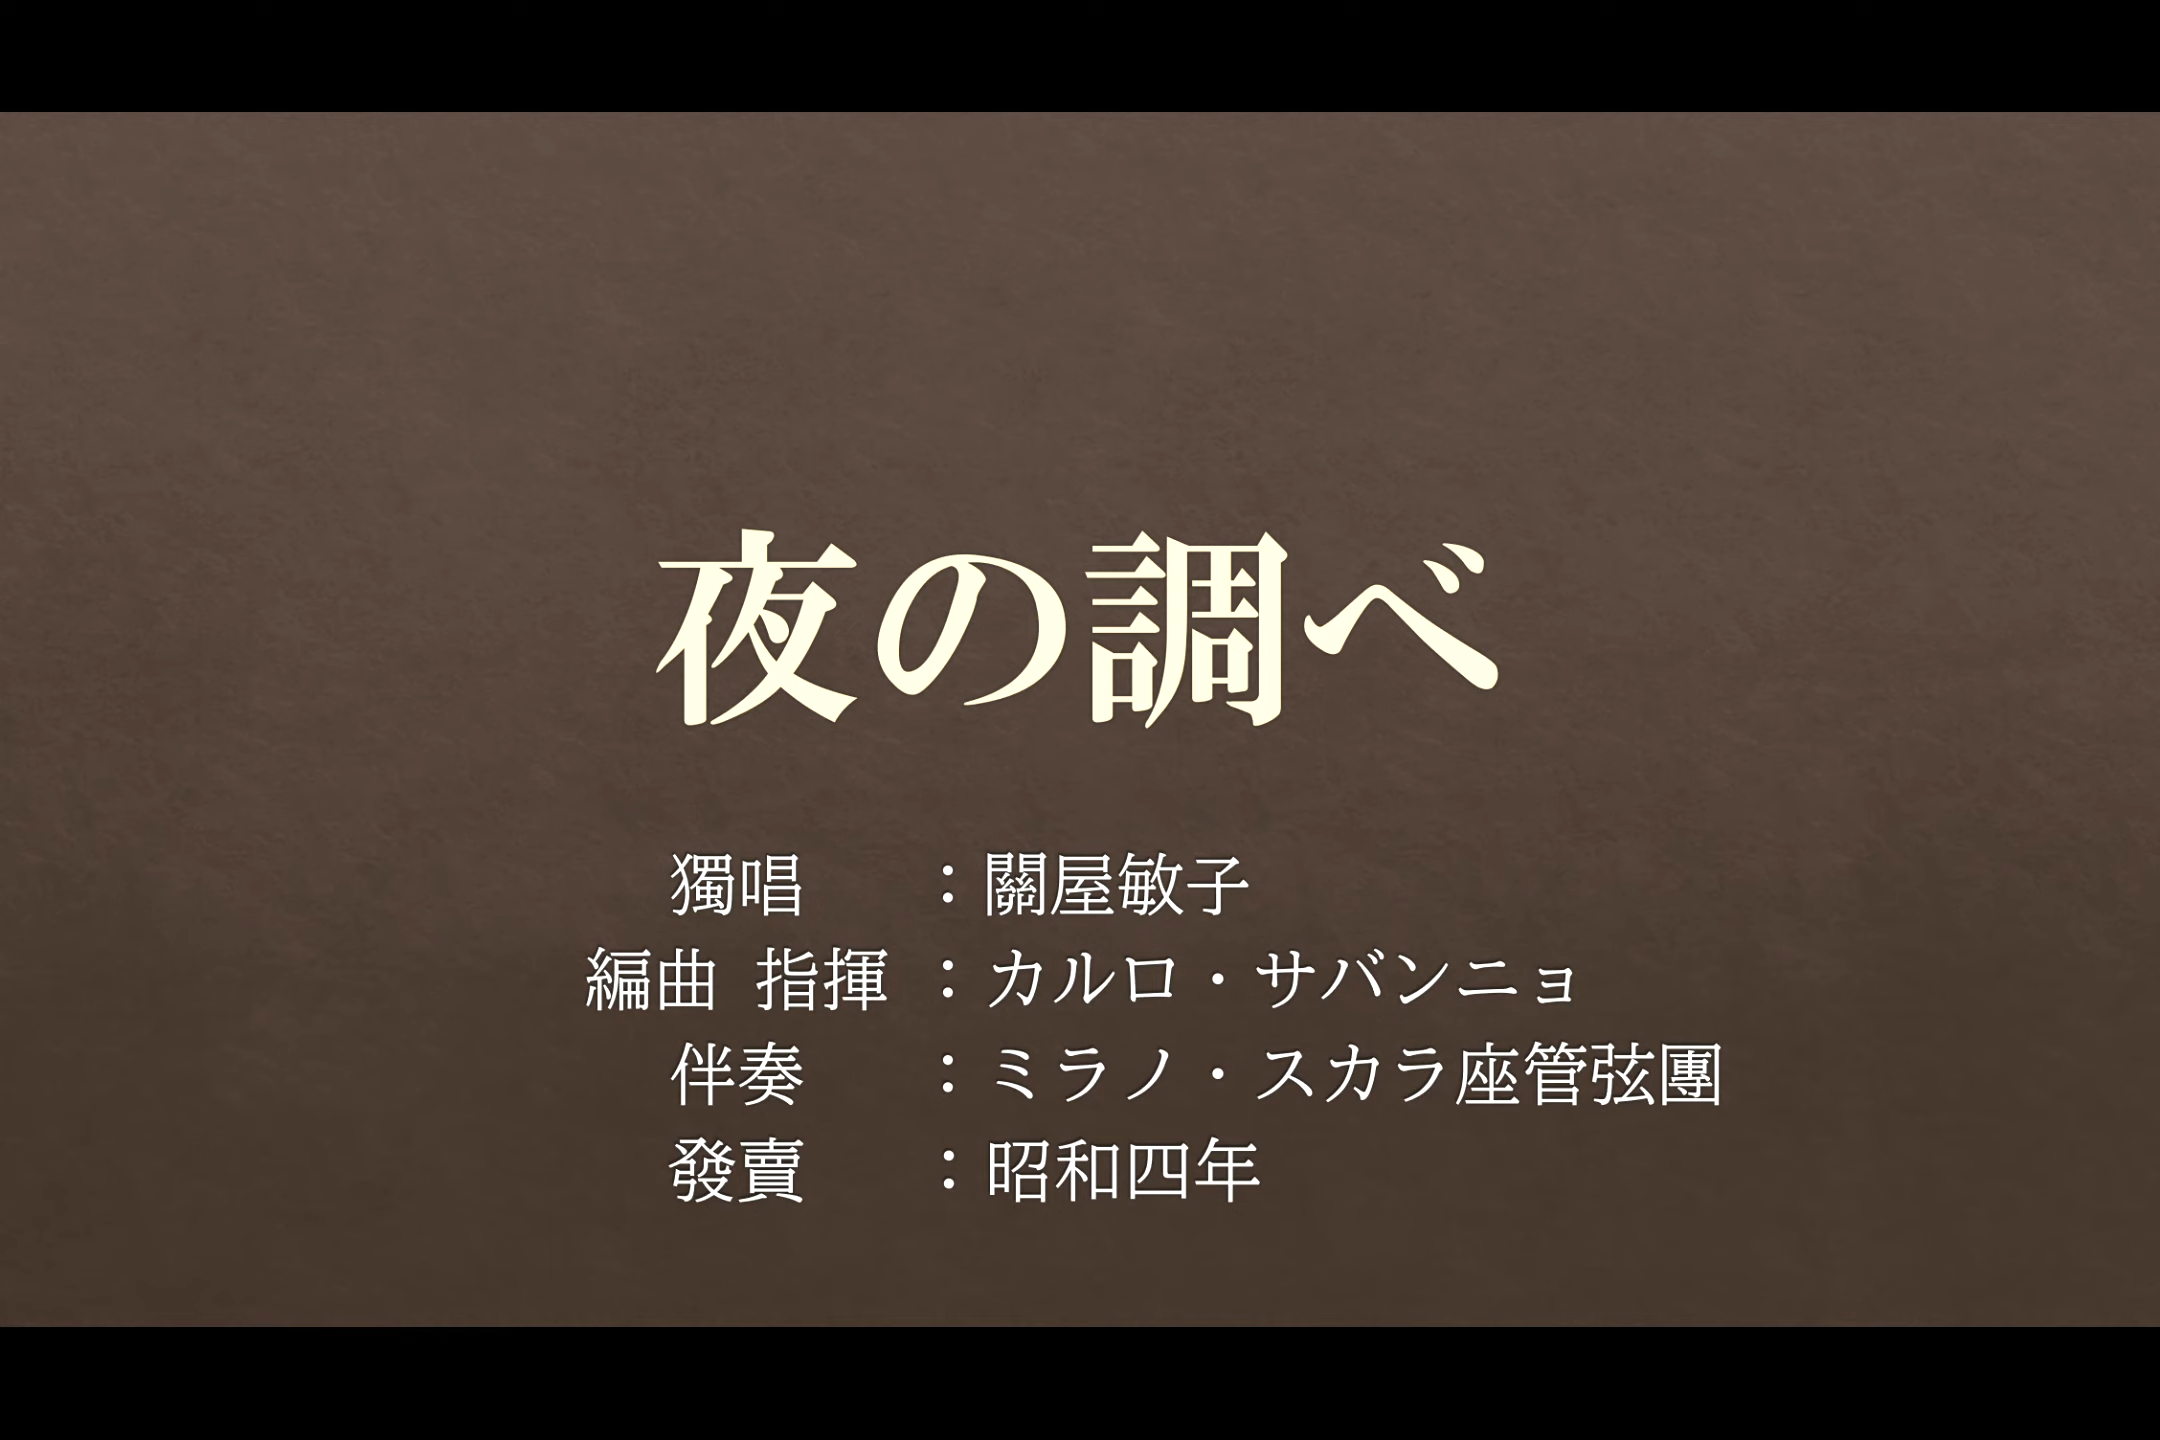 夜の調べ
獨唱　　：關屋敏子
編曲 指揮 ：カルロ・サバンニョ
伴奏　　：ミラノ・スカラ座管弦團
發賣　　：昭和四年